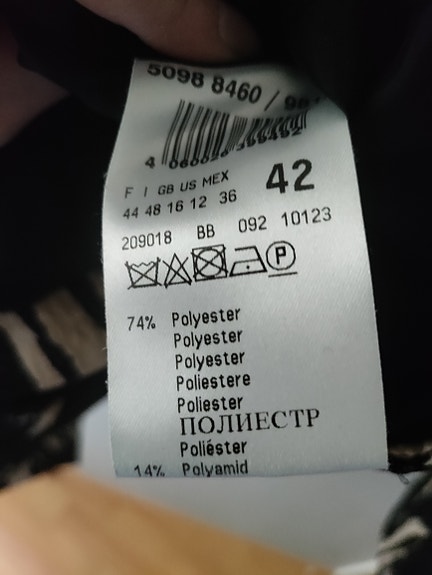 5098 8460 /
42
F I GB US MEX
44 48 16 12 36
209018 BB 092 10123
P
74% Polyester
Polyester
Polyester
Poliestere
Poliester
ПОЛИЕСТР
Poliéster
14% Polyamid